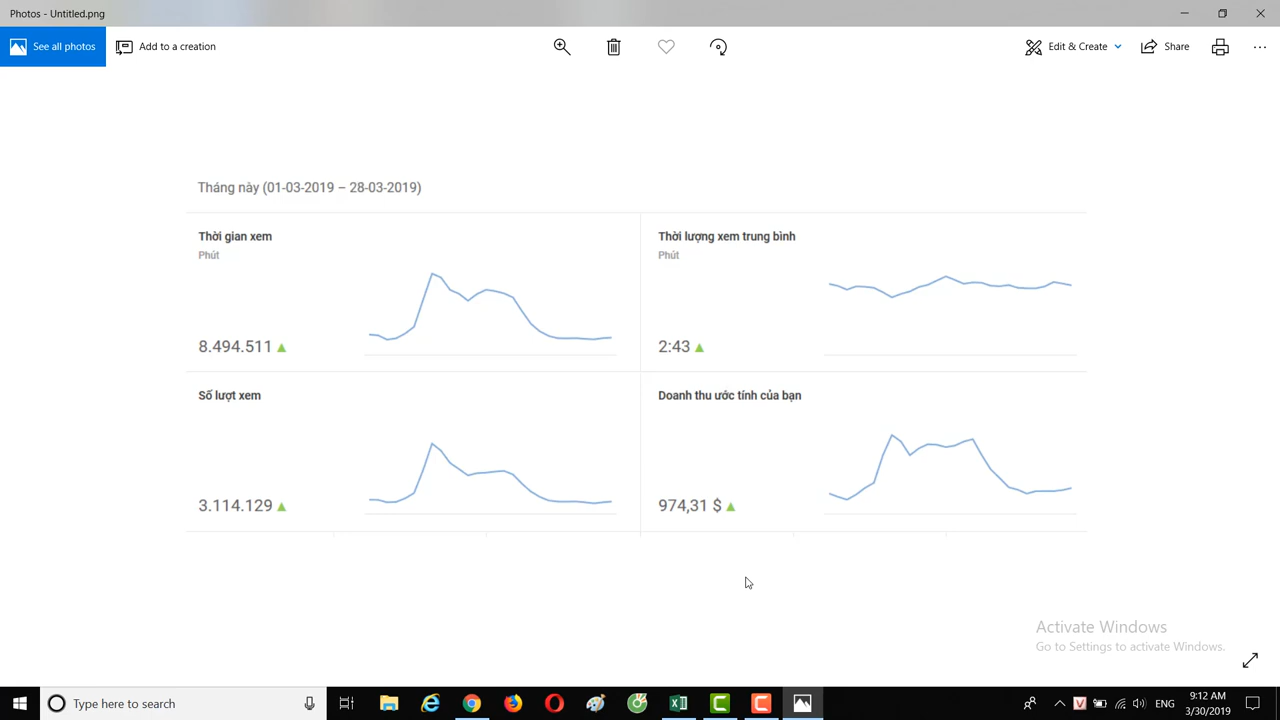 Photos - Untitled.png
See all photos
Add to a creation
Edit & Create
Share
Tháng này (01-03-2019 – 28-03-2019)
Thời gian xem
Phút
8.494.511
Thời lượng xem trung bình
Phút
2:43
Số lượt xem
3.114.129
Doanh thu ước tính của bạn
974,31 $
Activate Windows
Go to Settings to activate Windows.
Type here to search
ENG
9:12 AM
3/30/2019